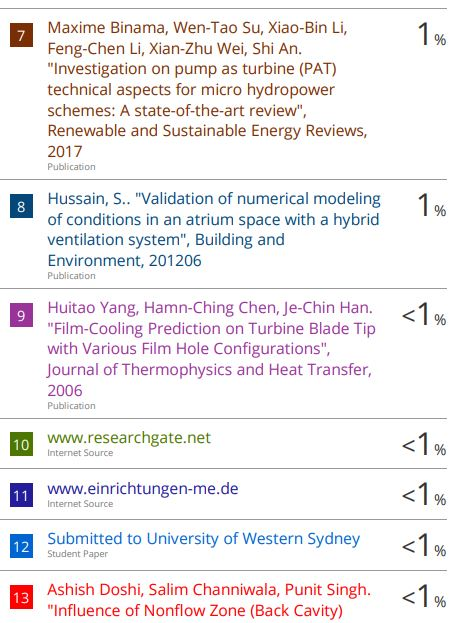 7
Maxime Binama, Wen-Tao Su, Xiao-Bin Li,
Feng-Chen Li, Xian-Zhu Wei, Shi An.
"Investigation on pump as turbine (PAT)
technical aspects for micro hydropower
schemes: A state-of-the-art review",
Renewable and Sustainable Energy Reviews,
2017
Publication
1%
8
Hussain, S.. "Validation of numerical modeling
of conditions in an atrium space with a hybrid
ventilation system", Building and
Environment, 201206
Publication
1%
9
Huitao Yang, Hamn-Ching Chen, Je-Chin Han.
"Film-Cooling Prediction on Turbine Blade Tip
with Various Film Hole Configurations",
Journal of Thermophysics and Heat Transfer,
2006
Publication
<1%
10
www.researchgate.net
Internet Source
<1%
11
www.einrichtungen-me.de
Internet Source
<1%
12
Submitted to University of Western Sydney
Student Paper
<1%
13
Ashish Doshi, Salim Channiwala, Punit Singh.
"Influence of Nonflow Zone (Back Cavity)
<1%